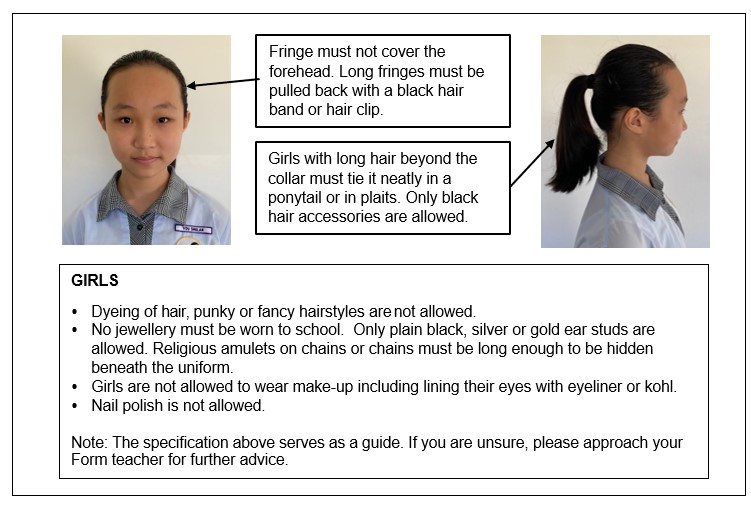 Fringe must not cover the
forehead. Long fringes must be
pulled back with a black hair
band or hair clip.
Girls with long hair beyond the
collar must tie it neatly in a
ponytail or in plaits. Only black
hair accessories are allowed.
GIRLS
• Dyeing of hair, punky or fancy hairstyles are not allowed.
• No jewellery must be worn to school. Only plain black, silver or gold ear studs are
allowed. Religious amulets on chains or chains must be long enough to be hidden
beneath the uniform.
• Girls are not allowed to wear make-up including lining their eyes with eyeliner or kohl.
• Nail polish is not allowed.
Note: The specification above serves as a guide. If you are unsure, please approach your
Form teacher for further advice.